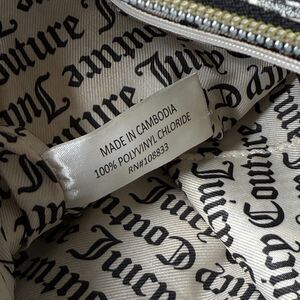 Juicy Couture
MADE IN CAMBODIA
100% POLYVINYL CHLORIDE
RN#108833
Juicy Couture
Juicy Couture